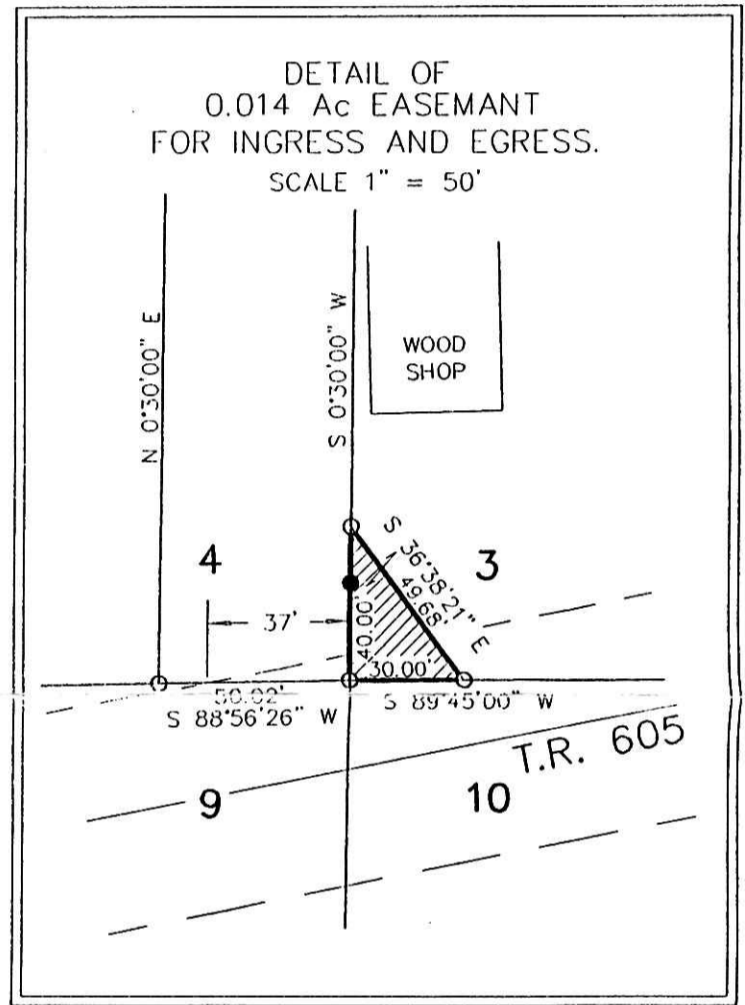 DETAIL OF
0.014 Ac EASEMANT
FOR INGRESS AND EGRESS.
SCALE 1" = 50'
N 0°30'00" E
S 0°30'00" W
WOOD
SHOP
4
3
S 36°38'21" E
49.68'
37'
40.00'
30.00'
50.02'
S 88°56'26" W
S 89°45'00" W
T.R. 605
9
10